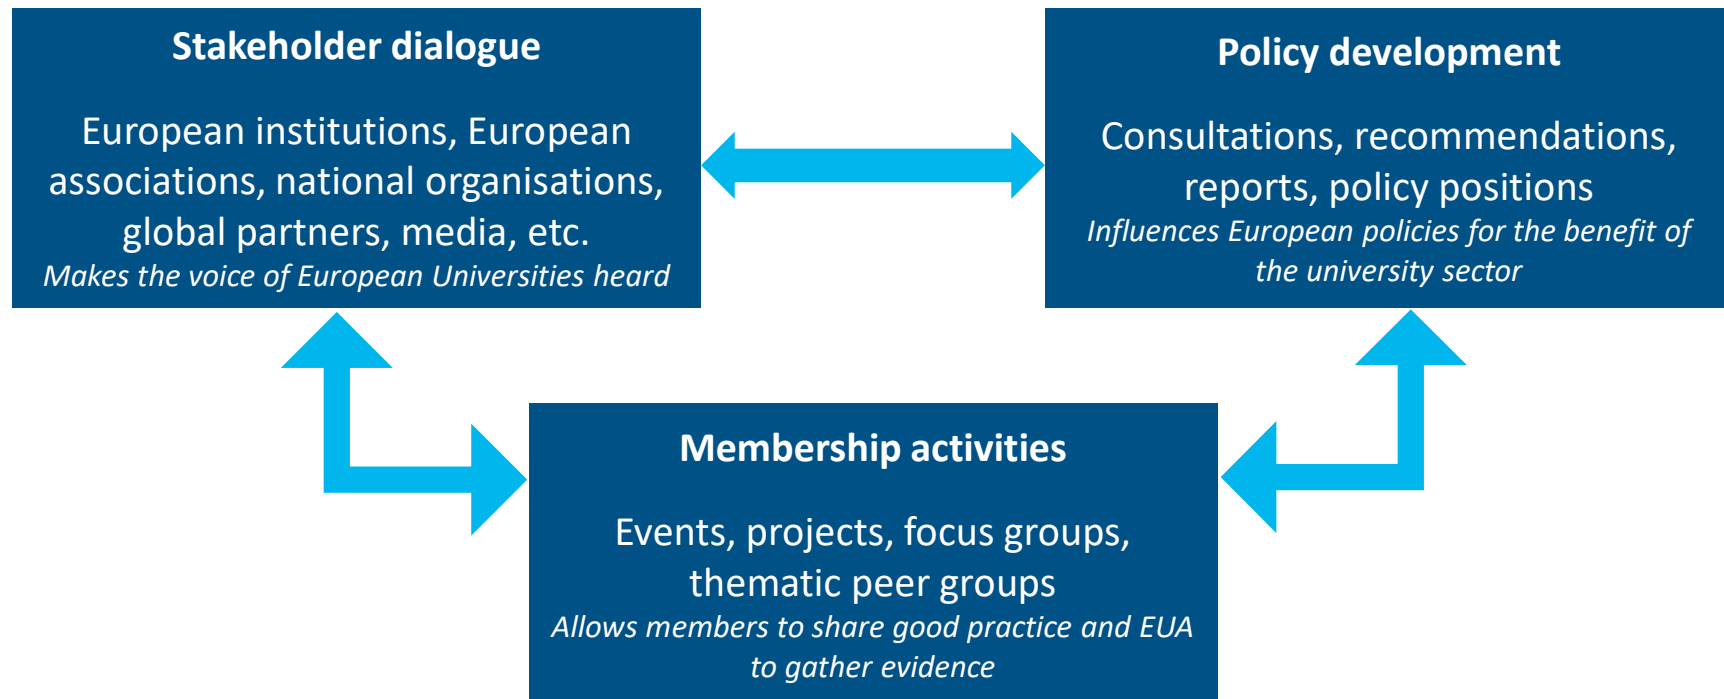 Stakeholder dialogue
European institutions, European
associations, national organisations,
global partners, media, etc.
Makes the voice of European Universities heard
Policy development
Consultations, recommendations,
reports, policy positions
Influences European policies for the benefit of
the university sector
Membership activities
Events, projects, focus groups,
thematic peer groups
Allows members to share good practice and EUA
to gather evidence